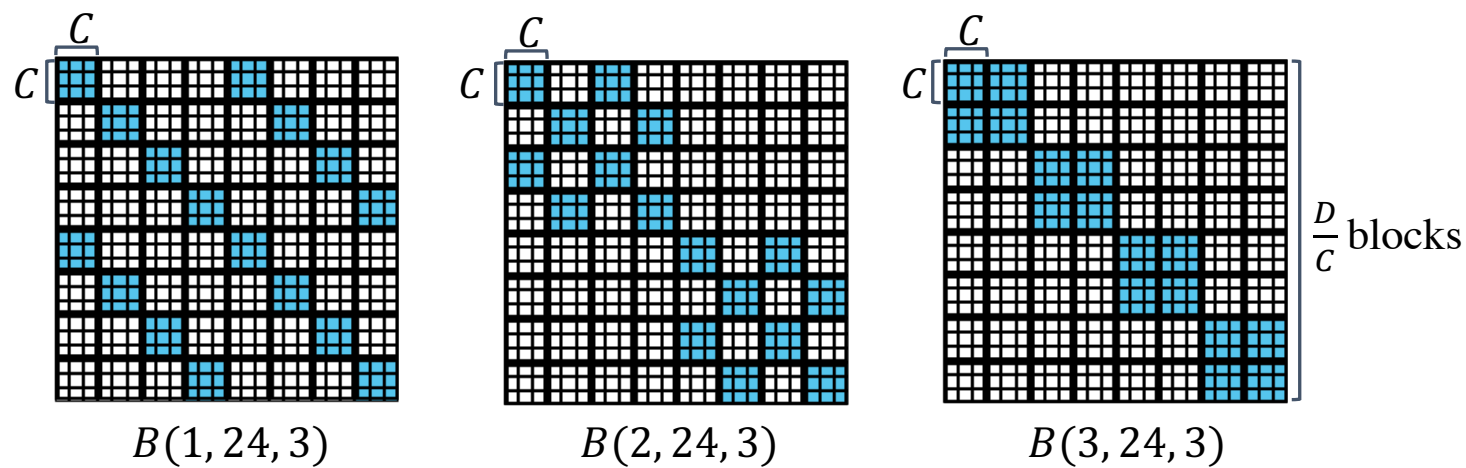 C
C
C
C
C
C
D/C blocks
B(1, 24, 3)
B(2, 24, 3)
B(3, 24, 3)